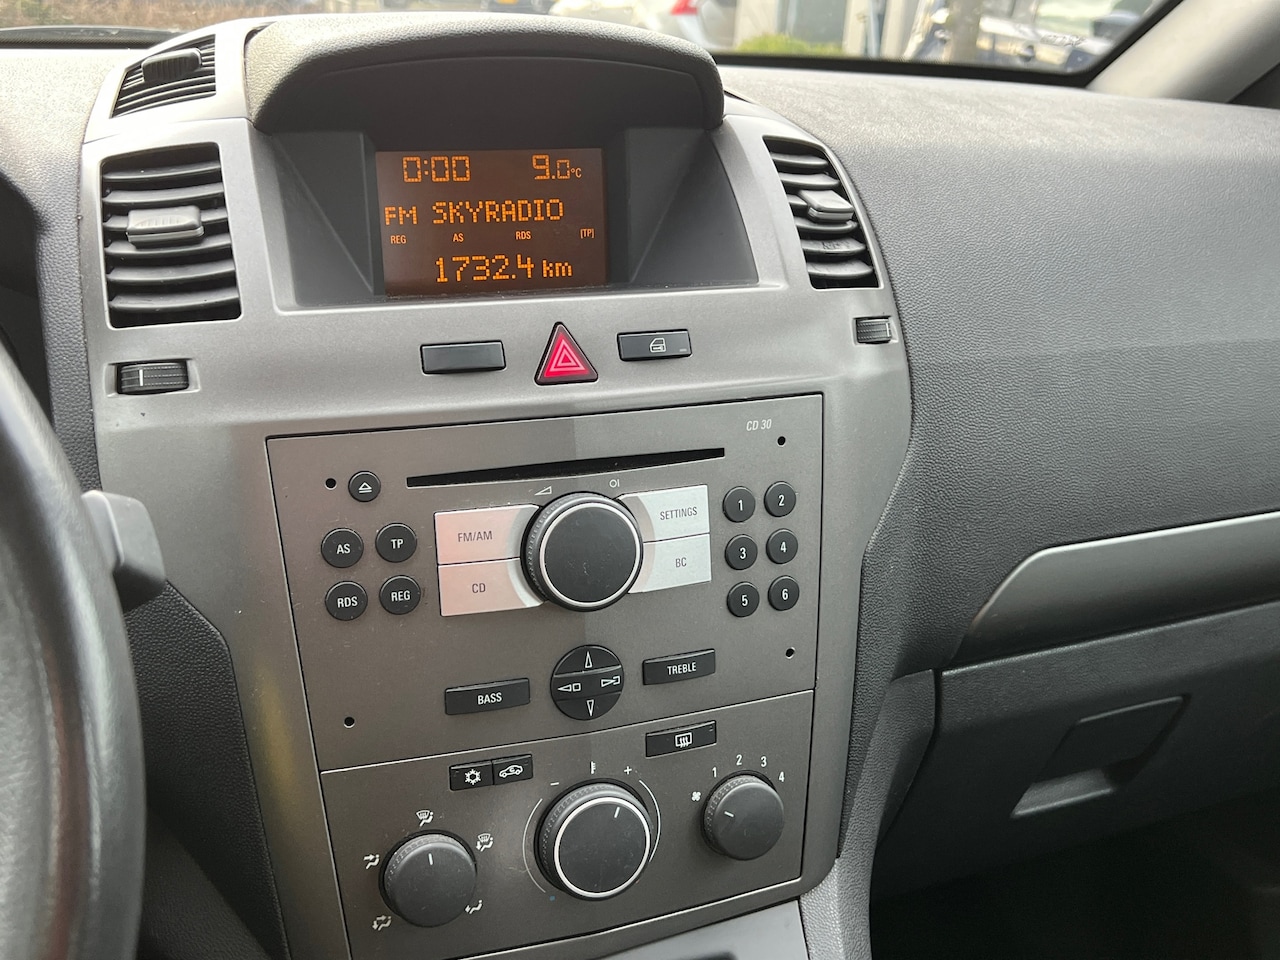 0:00 9.0°C
FM SKYRADIO
REG AS RDS [TP]
1732.4 km
CD 30
SETTINGS
FM/AM
BC
CD
AS TP
RDS REG
1 2
3 4
5 6
BASS
TREBLE
- +
1 2 3 4